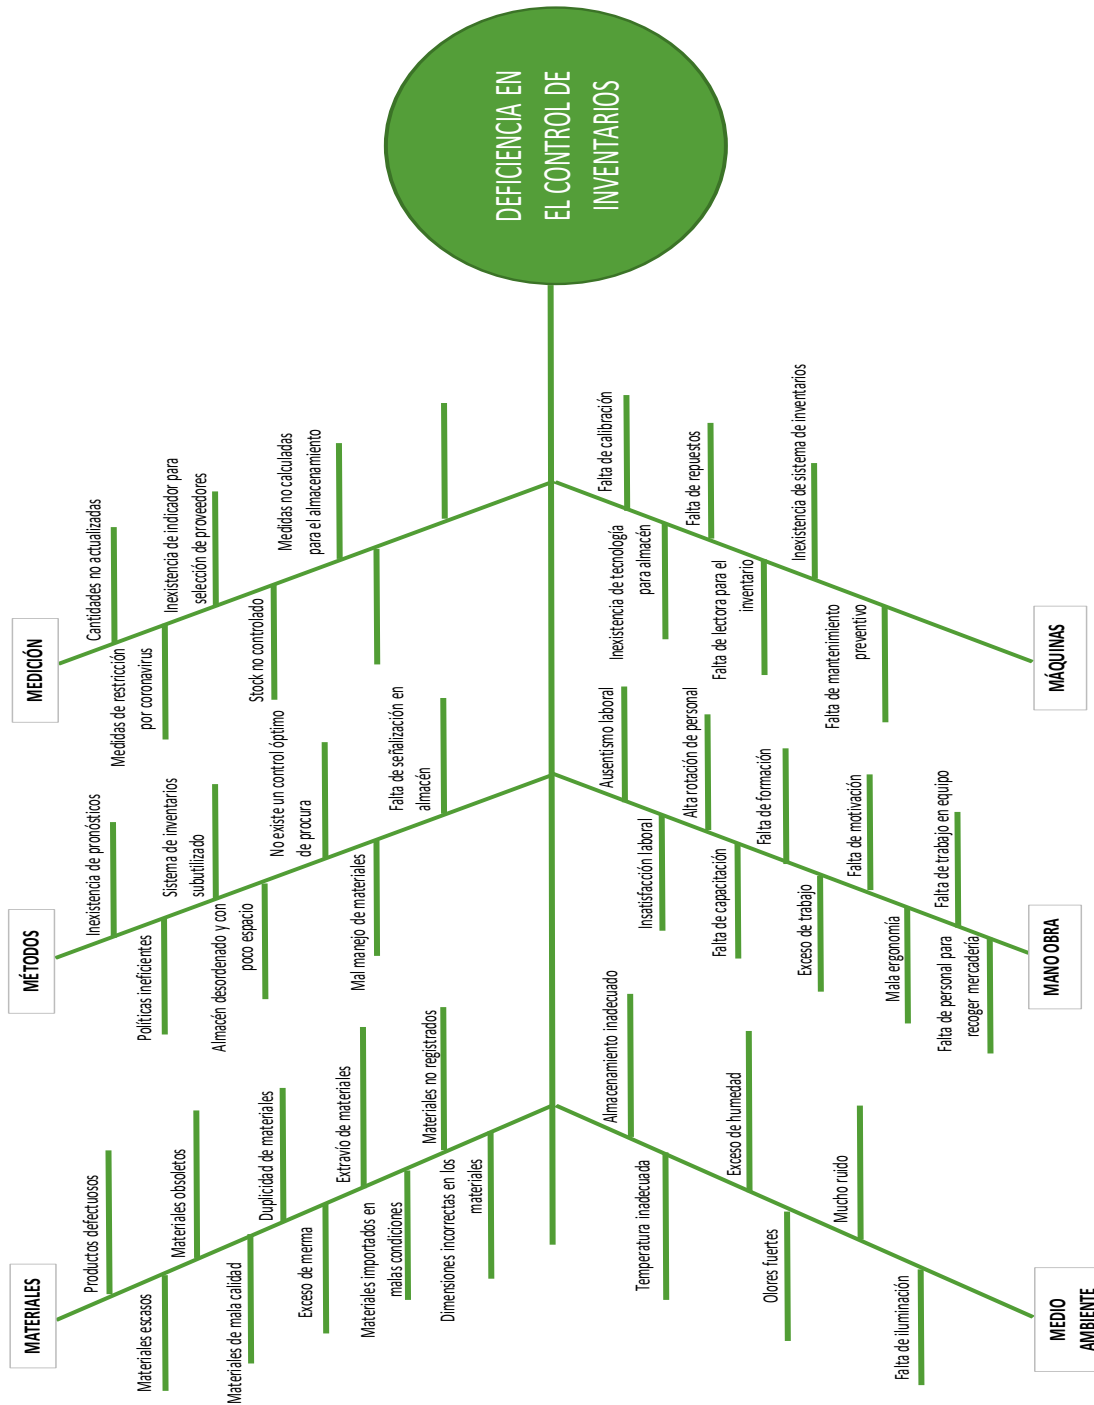 MATERIALES
Productos defectuosos
Materiales escasos
Materiales obsoletos
Materiales de mala calidad
Duplicidad de materiales
Exceso de merma
Extravío de materiales
Materiales importados en
malas condiciones
Materiales no registrados
Dimensiones incorrectas en los
materiales
MÉTODOS
Inexistencia de pronósticos
Políticas ineficientes
Sistema de inventarios
subutilizado
Almacén desordenado y con
poco espacio
No existe un control óptimo
de procura
Mal manejo de materiales
Falta de señalización en
almacén
MEDICIÓN
Cantidades no actualizadas
Medidas de restricción
por coronavirus
Inexistencia de indicador para
selección de proveedores
Stock no controlado
Medidas no calculadas
para el almacenamiento
DEFICIENCIA EN
EL CONTROL DE
INVENTARIOS
Almacenamiento inadecuado
Temperatura inadecuada
Exceso de humedad
Olores fuertes
Mucho ruido
Falta de iluminación
MEDIO
AMBIENTE
Ausentismo laboral
Insatisfacción laboral
Alta rotación de personal
Falta de capacitación
Falta de formación
Exceso de trabajo
Falta de motivación
Mala ergonomía
Falta de trabajo en equipo
Falta de personal para
recoger mercadería
MANO OBRA
Falta de calibración
Inexistencia de tecnología
para almacén
Falta de repuestos
Falta de lectora para el
inventario
Inexistencia de sistema de inventarios
Falta de mantenimiento
preventivo
MÁQUINAS